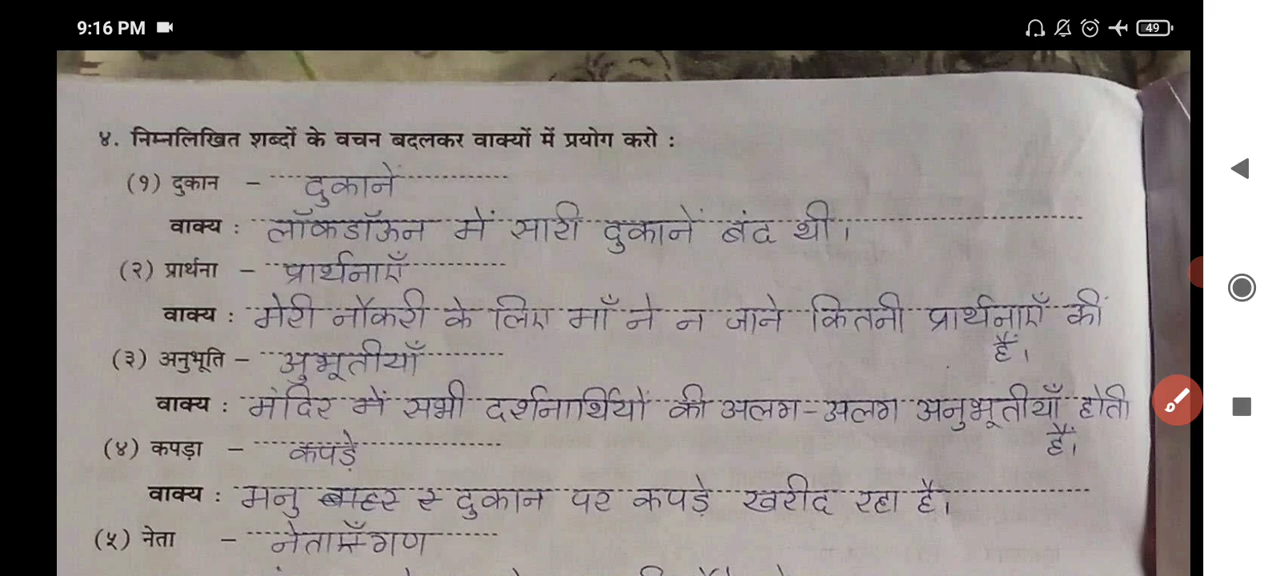 9:16 PM
49
४. निम्नलिखित शब्दों के वचन बदलकर वाक्यों में प्रयोग करो :
(१) दुकान - दुकानें
वाक्य : लॉकडॉऊन में सारी दुकानें बंद थी।
(२) प्रार्थना - प्रार्थनाएँ
वाक्य : मेरी नौकरी के लिए माँ ने न जाने कितनी प्रार्थनाएँ कीं
हैं।
(३) अनुभूति - अुभूतीयाँ
वाक्य : मंदिर में सभी दर्शनार्थियों की अलग-अलग अनुभूतीयाँ होती
हैं।
(४) कपड़ा - कपड़े
वाक्य : मनु दुकान पर कपड़े खरीद रहा है।
(५) नेता - नेतागण